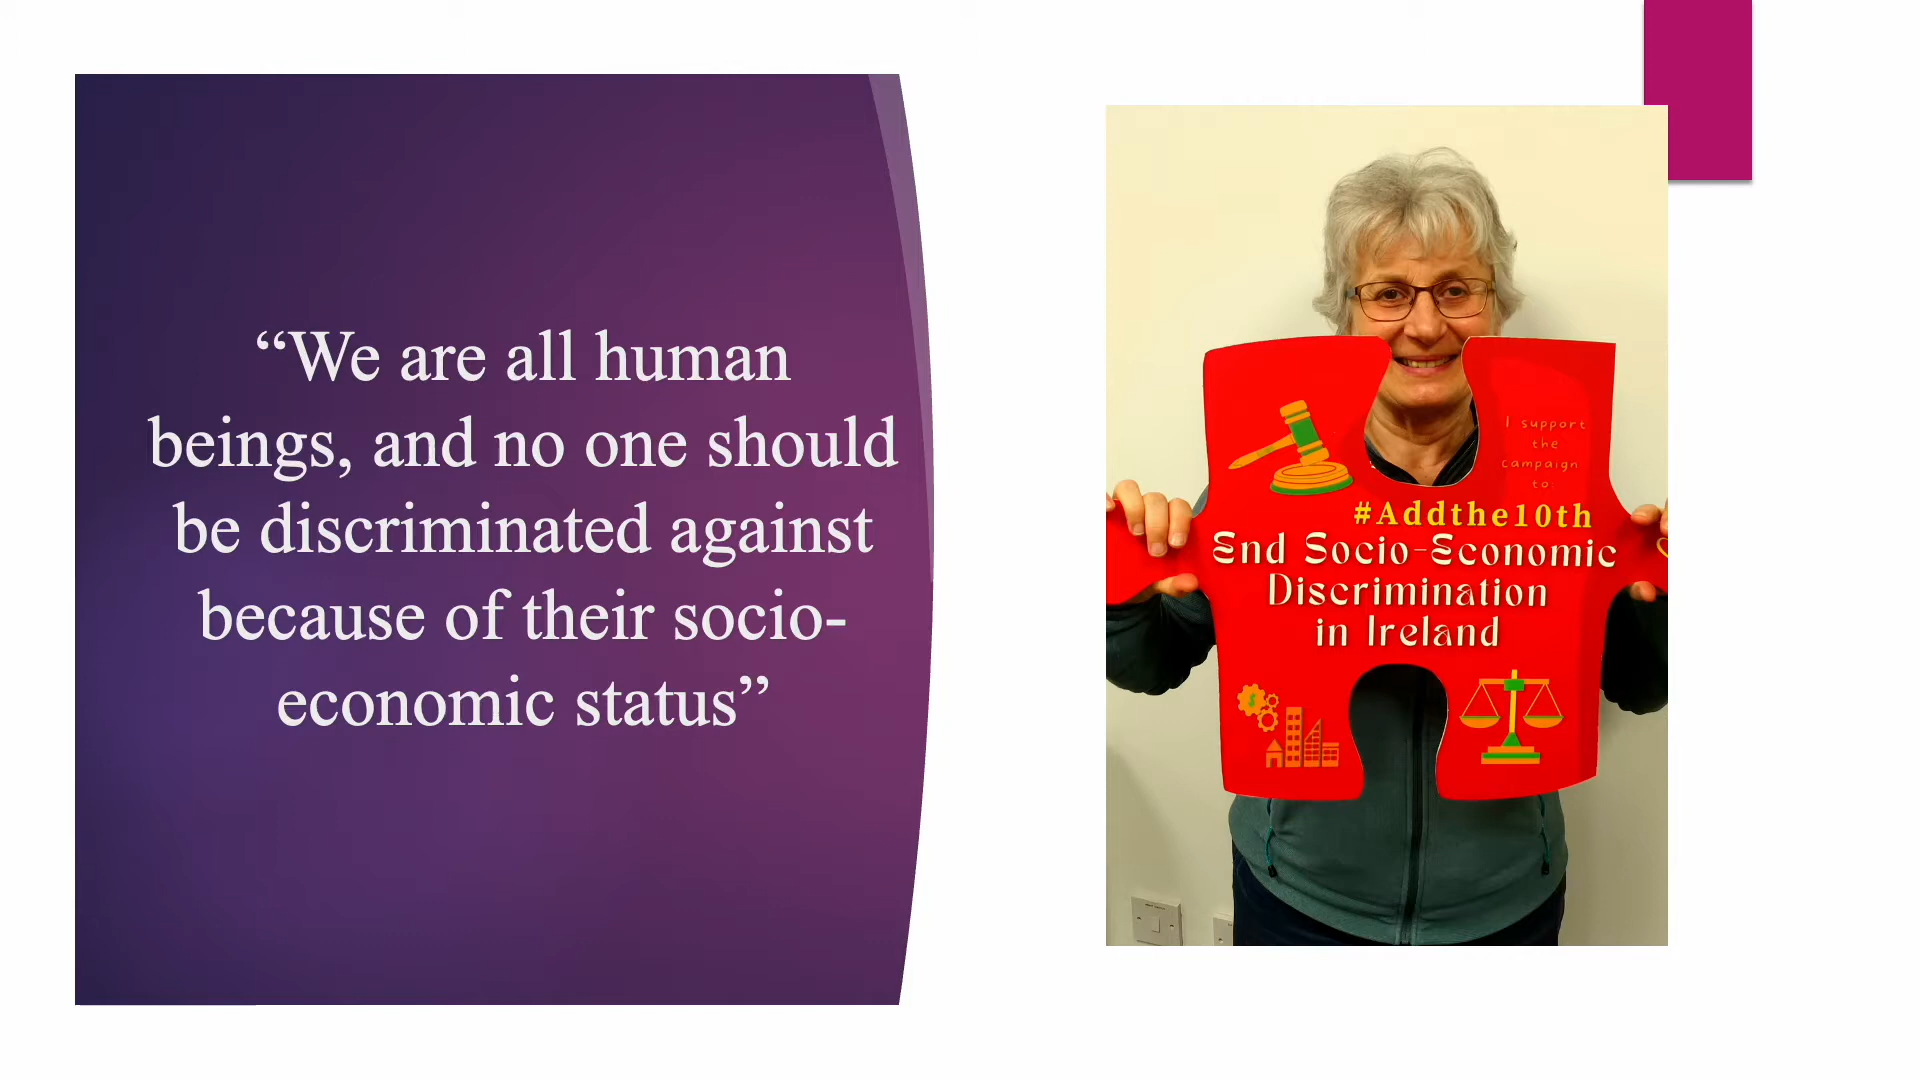 “We are all human
beings, and no one should
be discriminated against
because of their socio-
economic status”
I support
the
campaign
to:
#Addthe10th
End Socio-Economic
Discrimination
in Ireland
$